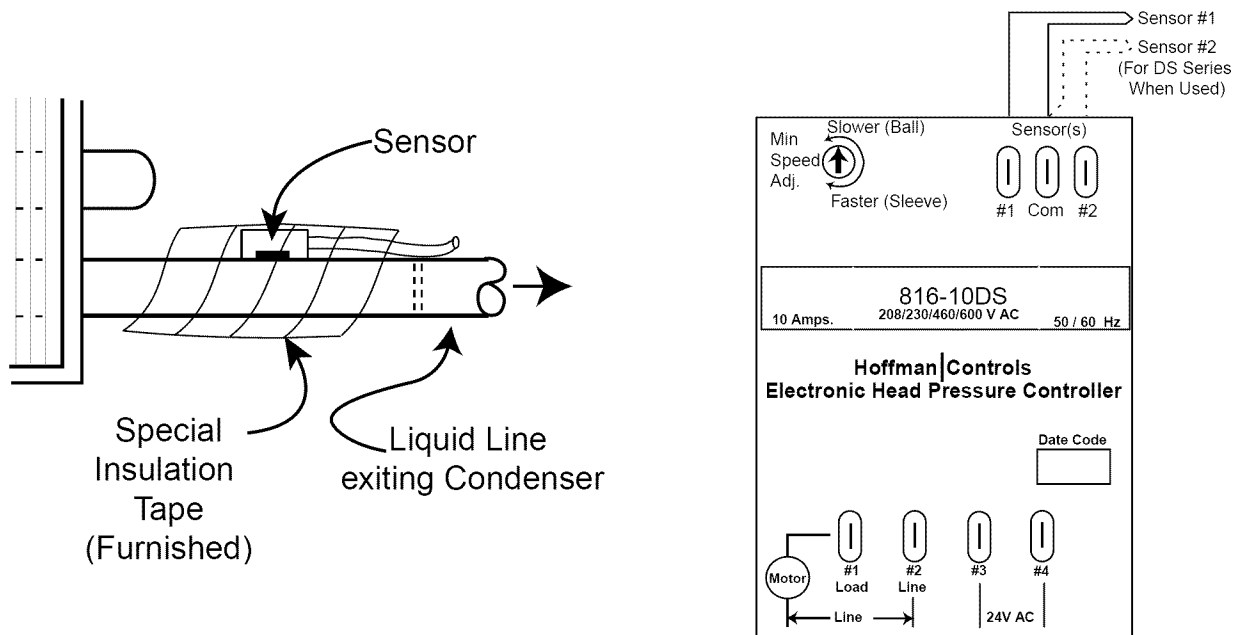 Sensor
Special
Insulation
Tape
(Furnished)
Liquid Line
exiting Condenser
Sensor #1
Sensor #2
(For DS Series
When Used)
Min
Speed
Adj.
Slower (Ball)
Faster (Sleeve)
Sensor(s)
#1 Com #2
816-10DS
208/230/460/600 V AC
10 Amps.
50 / 60 Hz
Hoffman Controls
Electronic Head Pressure Controller
Date Code
Motor
#1
Load
#2
Line
#3
#4
Line
24V AC